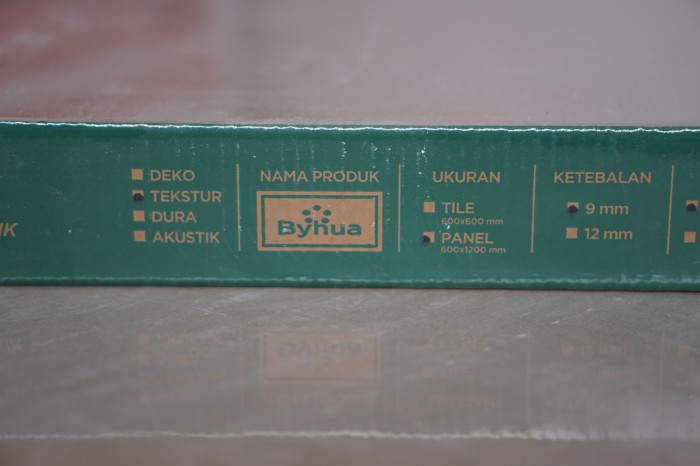 DEKO
TEKSTUR
DURA
AKUSTIK
NAMA PRODUK
Byhua
UKURAN
TILE
600x600 mm
PANEL
600x1200 mm
KETEBALAN
9 mm
12 mm